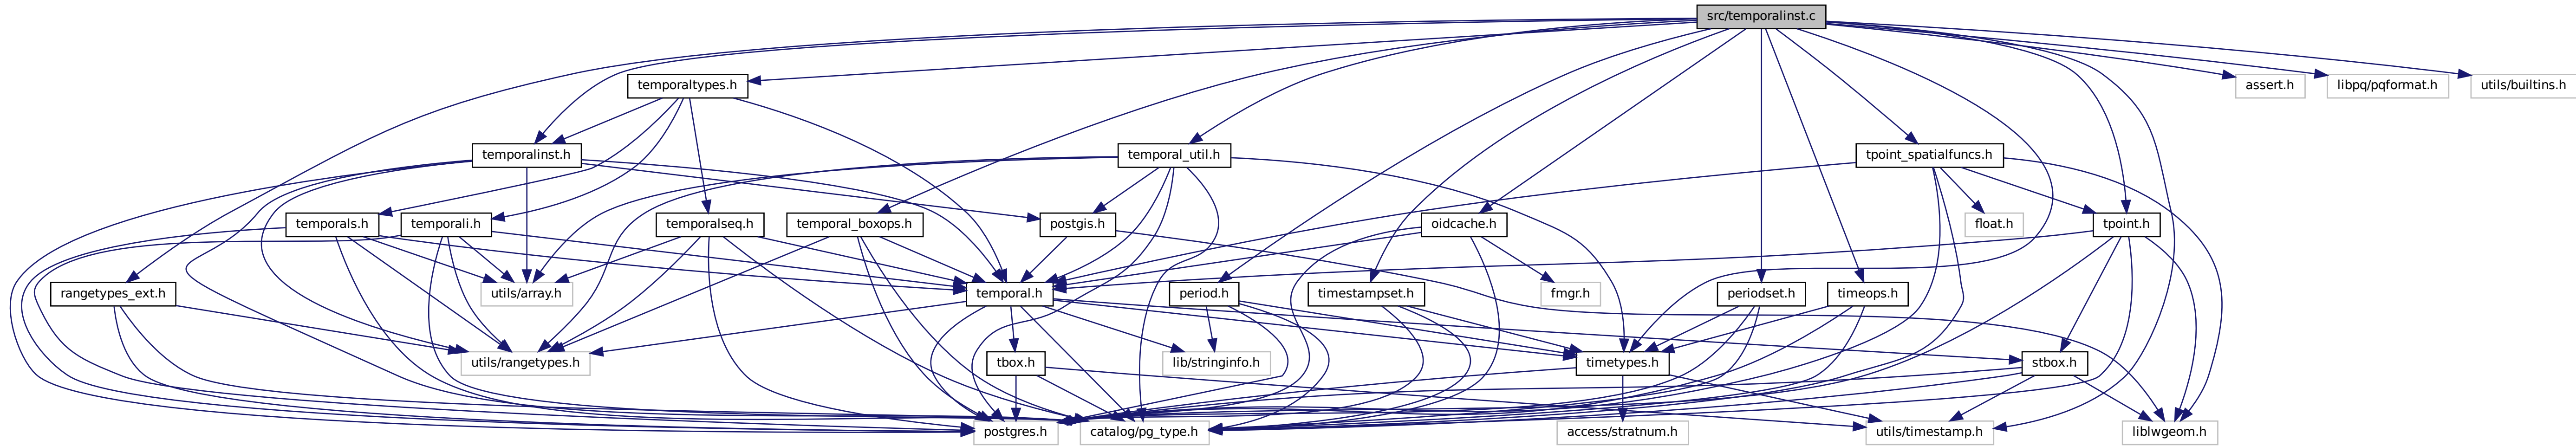 src/temporalinst.c
temporaltypes.h
assert.h
libpq/pqformat.h
utils/builtins.h
temporalinst.h
temporal_util.h
tpoint_spatialfuncs.h
temporals.h
temporali.h
temporalseq.h
temporal_boxops.h
postgis.h
oidcache.h
float.h
tpoint.h
rangetypes_ext.h
utils/array.h
temporal.h
period.h
timestampset.h
fmgr.h
periodset.h
timeops.h
utils/rangetypes.h
tbox.h
lib/stringinfo.h
timetypes.h
stbox.h
postgres.h
catalog/pg_type.h
access/stratnum.h
utils/timestamp.h
liblwgeom.h